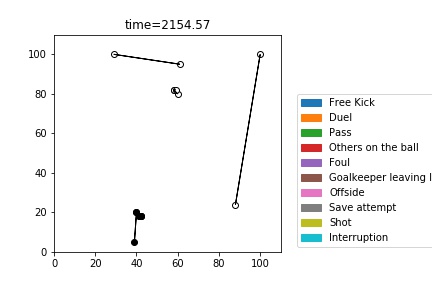 time=2154.57
100
80
60
40
20
0
0
20
40
60
80
100
Free Kick
Duel
Pass
Others on the ball
Foul
Goalkeeper leaving l
Offside
Save attempt
Shot
Interruption